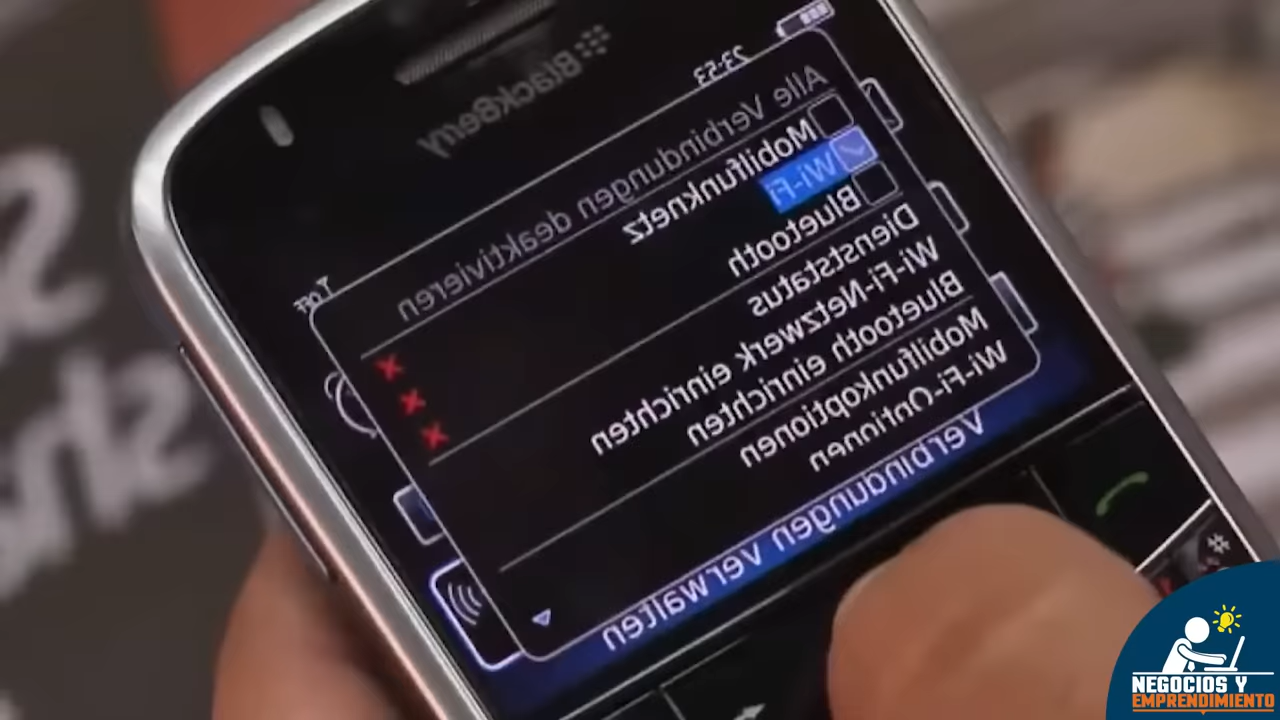 BlackBerry
23:53
T OFF
Alle Verbindungen deaktivieren
Mobilfunknetz
Wi-Fi
Bluetooth
Dienststatus
Wi-Fi-Netzwerk einrichten
Bluetooth einrichten
Mobilfunkoptionen
Wi-Fi-Optionen
Verbindungen verwalten
#
NEGOCIOS Y
EMPRENDIMIENTO